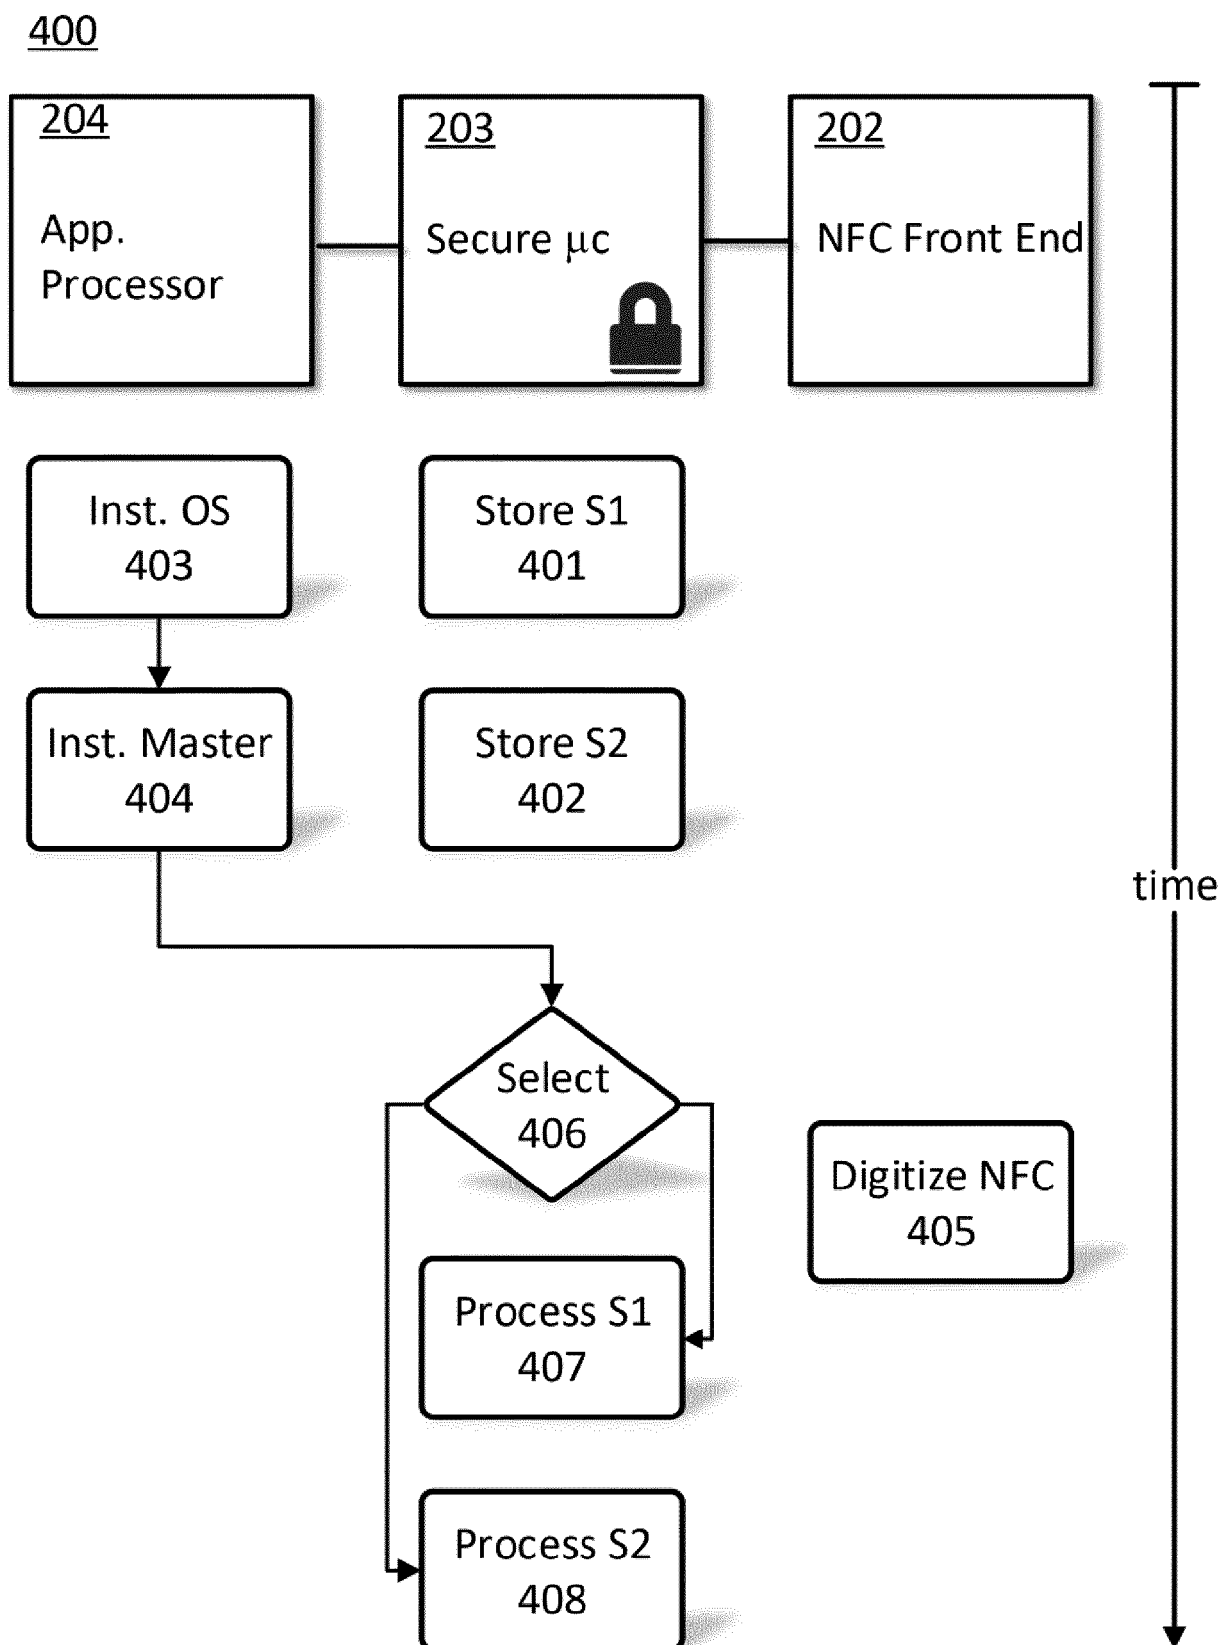 400
204
App.
Processor
203
Secure μc
202
NFC Front End
Inst. OS
403
Store S1
401
Inst. Master
404
Store S2
402
time
Select
406
Digitize NFC
405
Process S1
407
Process S2
408